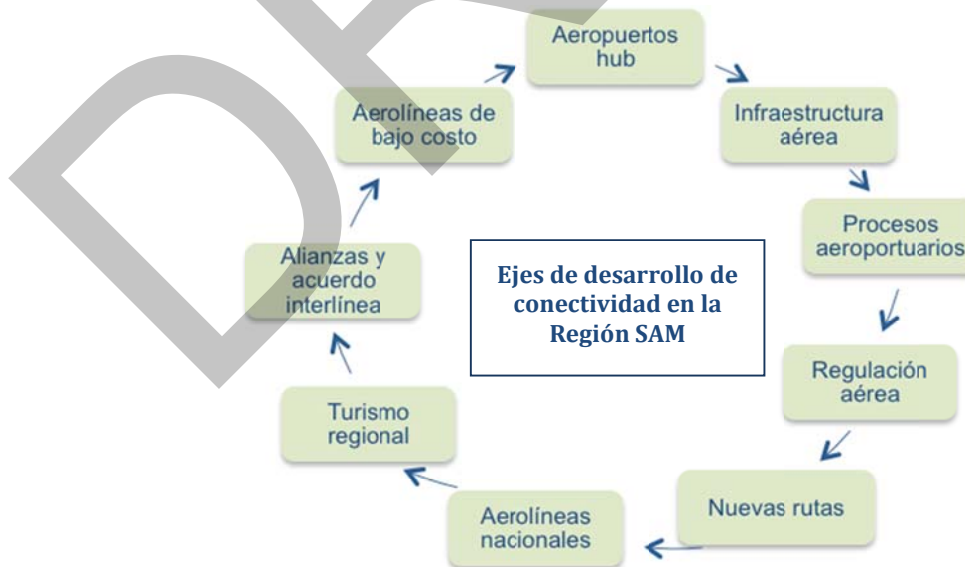 Aeropuertos
hub
Infraestructura
aérea
Procesos
aeroportuarios
Regulación
aérea
Nuevas rutas
Aerolíneas
nacionales
Turismo
regional
Alianzas y
acuerdo
interlínea
Aerolíneas de
bajo costo
Ejes de desarrollo de
conectividad en la
Región SAM